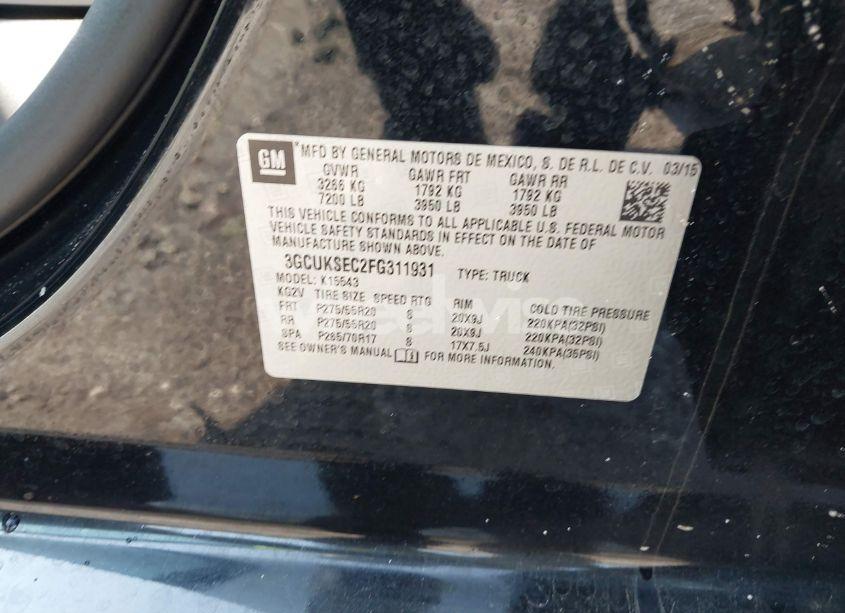 GM MFD BY GENERAL MOTORS DE MEXICO, S. DE R.L. DE C.V. 03/15
GVWR GAWR FRT GAWR RR
3266 KG 1792 KG 1792 KG
7200 LB 3950 LB 3950 LB
THIS VEHICLE CONFORMS TO ALL APPLICABLE U.S. FEDERAL MOTOR
VEHICLE SAFETY STANDARDS IN EFFECT ON THE DATE OF
MANUFACTURE SHOWN ABOVE.
3GCUKSEC2FG311931 TYPE: TRUCK
MODEL: K15543
KG2V TIRE SIZE SPEED RTG RIM COLD TIRE PRESSURE
FRT P275/55R20 S 20X9J 220KPA(32PSI)
RR P275/55R20 S 20X9J 220KPA(32PSI)
SPA P265/70R17 S 17X7.5J 240KPA(35PSI)
SEE OWNER'S MANUAL FOR MORE INFORMATION.